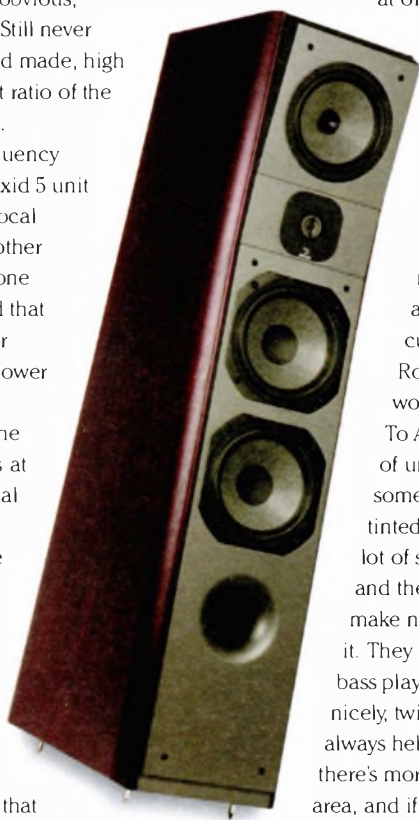 obvious,
Still never
d made, high
t ratio of the
.
uency
xid 5 unit
ocal
other
one
d that
r
ower
ne
s at
al
e
that
at of
r
a
cu
Ro
wo
To A
of un
some
tinted
lot of s
and the
make n
it. They
bass play
nicely, twi
always hel
there's mor
area, and if